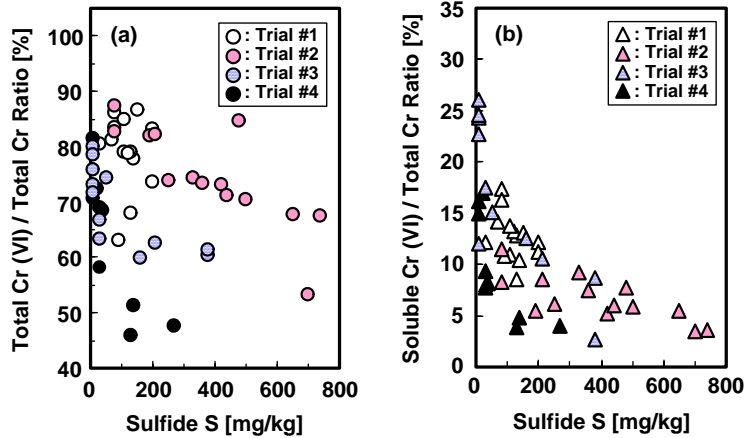 (a)
: Trial #1
: Trial #2
: Trial #3
: Trial #4
Total Cr (VI) / Total Cr Ratio [%]
100
90
80
70
60
50
40
0 200 400 600 800
Sulfide S [mg/kg]
(b)
: Trial #1
: Trial #2
: Trial #3
: Trial #4
Soluble Cr (VI) / Total Cr Ratio [%]
35
30
25
20
15
10
5
0
0 200 400 600 800
Sulfide S [mg/kg]